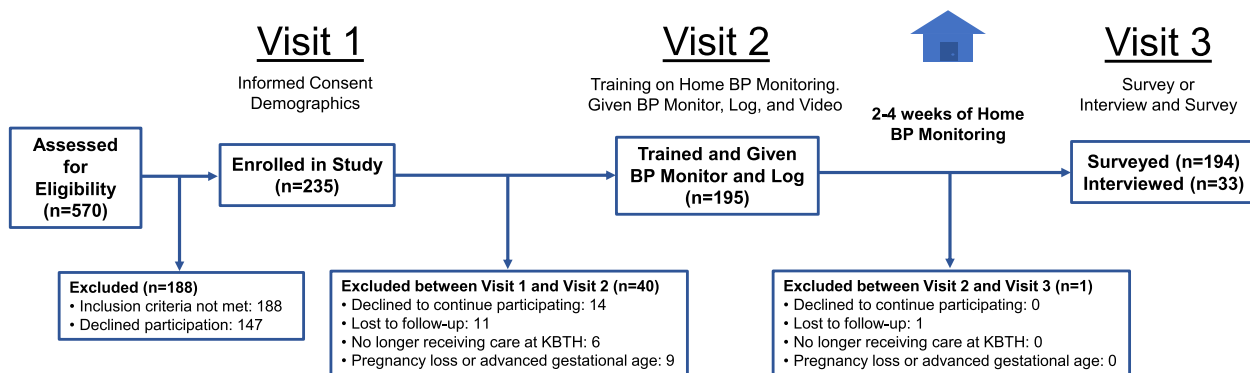 Visit 1
Informed Consent
Demographics
Visit 2
Training on Home BP Monitoring.
Given BP Monitor, Log, and Video
2-4 weeks of Home
BP Monitoring
Visit 3
Survey or
Interview and Survey
Assessed
for
Eligibility
(n=570)
Enrolled in Study
(n=235)
Trained and Given
BP Monitor and Log
(n=195)
Surveyed (n=194)
Interviewed (n=33)
Excluded (n=188)
• Inclusion criteria not met: 188
• Declined participation: 147
Excluded between Visit 1 and Visit 2 (n=40)
• Declined to continue participating: 14
• Lost to follow-up: 11
• No longer receiving care at KBTH: 6
• Pregnancy loss or advanced gestational age: 9
Excluded between Visit 2 and Visit 3 (n=1)
• Declined to continue participating: 0
• Lost to follow-up: 1
• No longer receiving care at KBTH: 0
• Pregnancy loss or advanced gestational age: 0